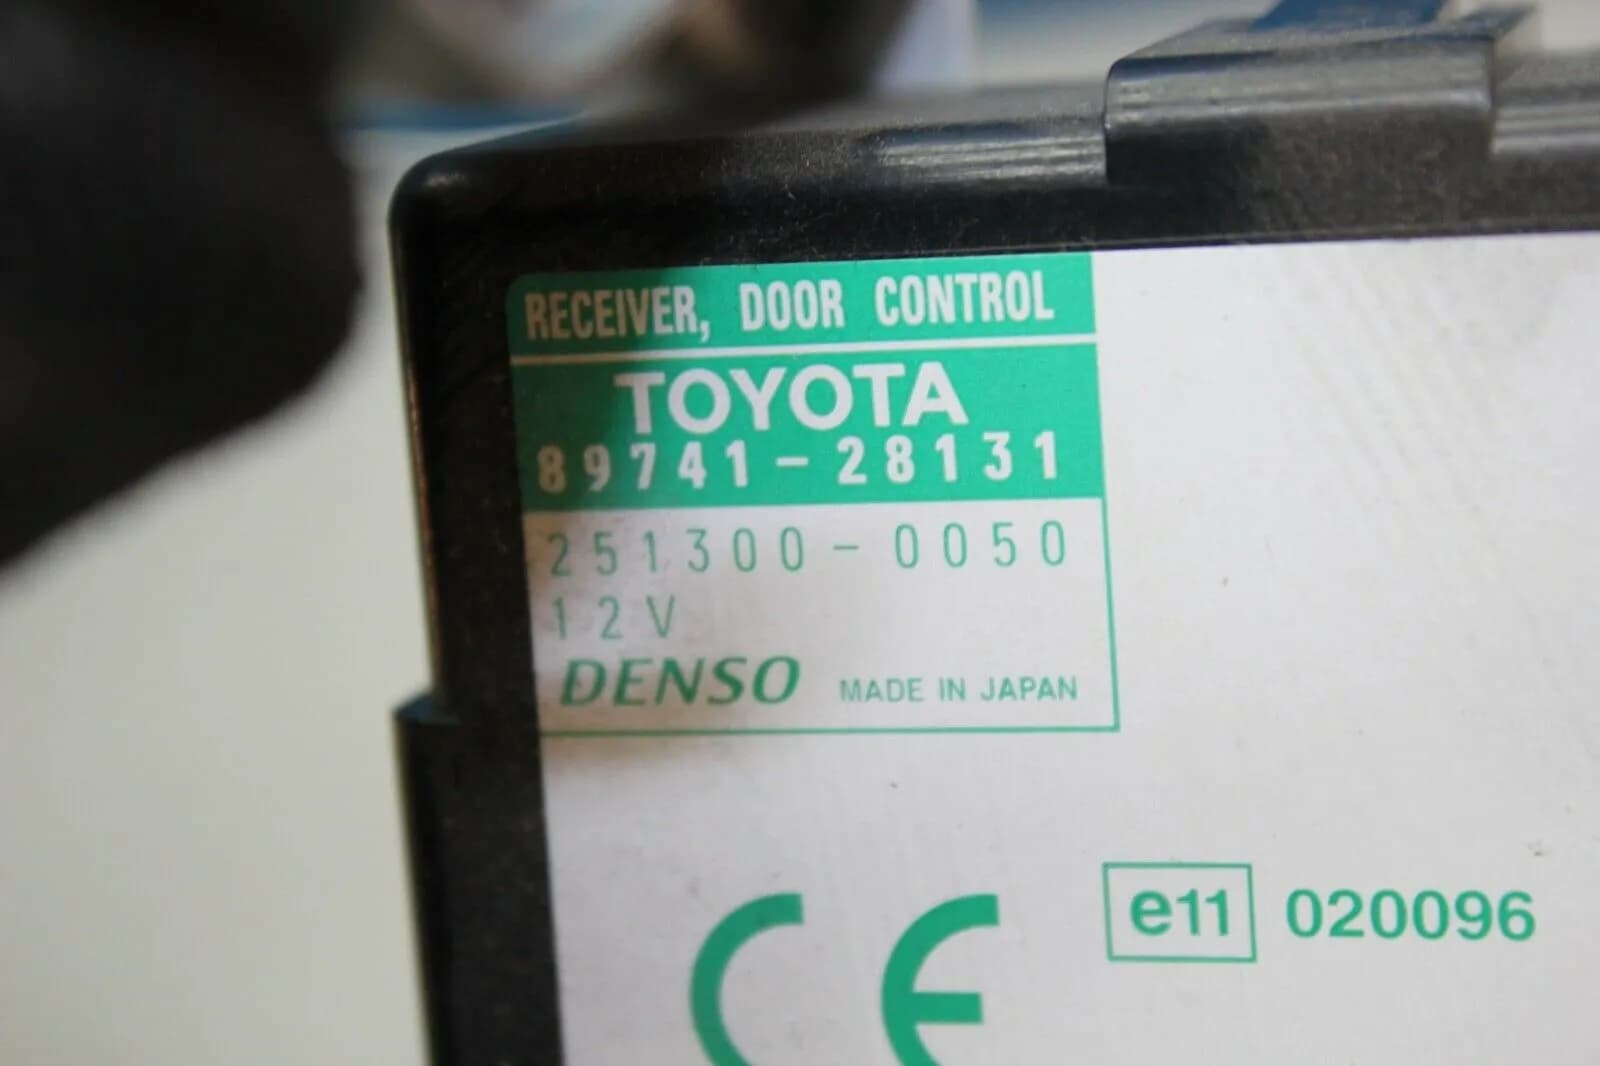 RECEIVER, DOOR CONTROL
TOYOTA
89741-28131
251300-0050
12V
DENSO MADE IN JAPAN
CE e11 020096